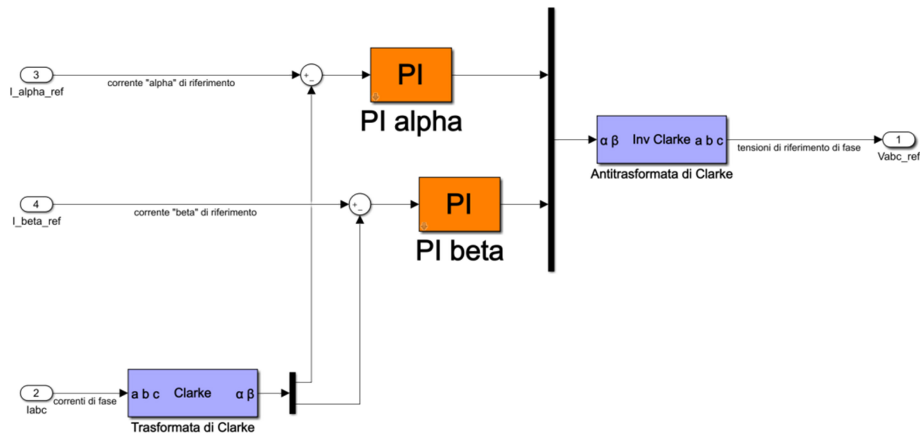 3
I_alpha_ref
corrente "alpha" di riferimento
+
-
PI
PI alpha
4
I_beta_ref
corrente "beta" di riferimento
+
-
PI
PI beta
α β Inv Clarke a b c
Antitrasformata di Clarke
tensioni di riferimento di fase
1
Vabc_ref
2
Iabc
correnti di fase
a b c Clarke α β
Trasformata di Clarke